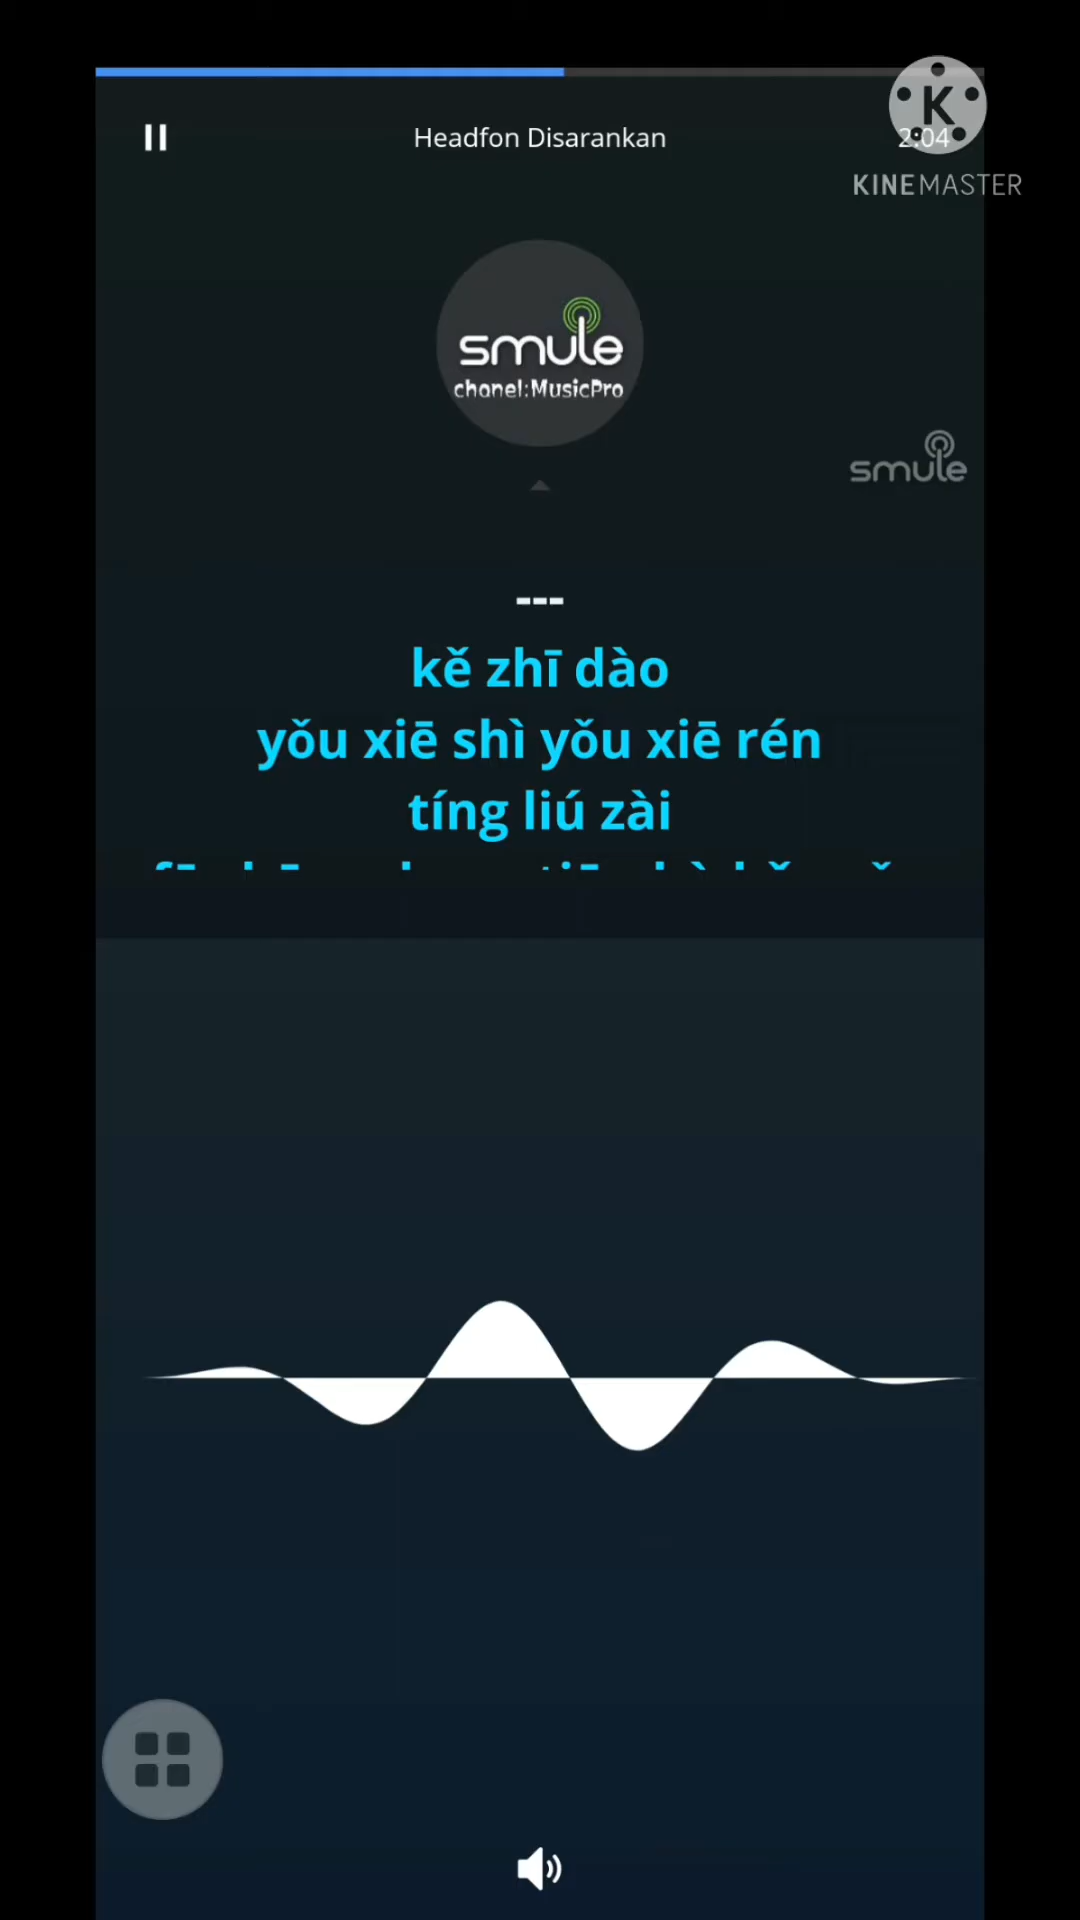 Headfon Disarankan
2:04
K
KINEMASTER
smule
chanel:MusicPro
smule
---
kě zhī dào
yǒu xiē shì yǒu xiē rén
tíng liú zài